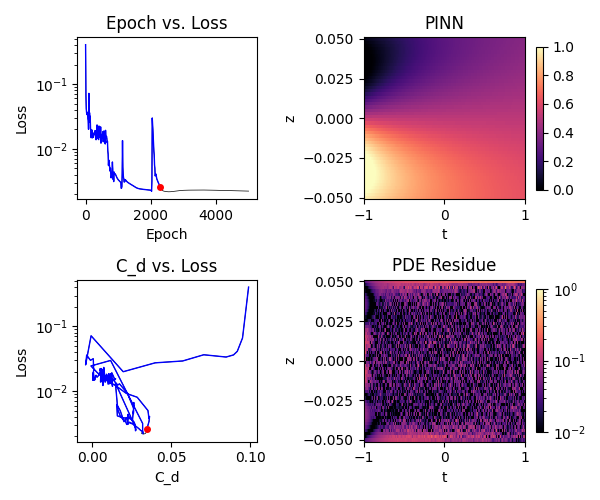 Epoch vs. Loss
10⁻¹
10⁻²
Loss
0
2000
4000
Epoch
PINN
0.050
0.025
0.000
−0.025
−0.050
z
−1
0
1
t
1.0
0.8
0.6
0.4
0.2
0.0
C_d vs. Loss
10⁻¹
10⁻²
Loss
0.00
0.05
0.10
C_d
PDE Residue
0.050
0.025
0.000
−0.025
−0.050
z
−1
0
1
t
10⁰
10⁻¹
10⁻²